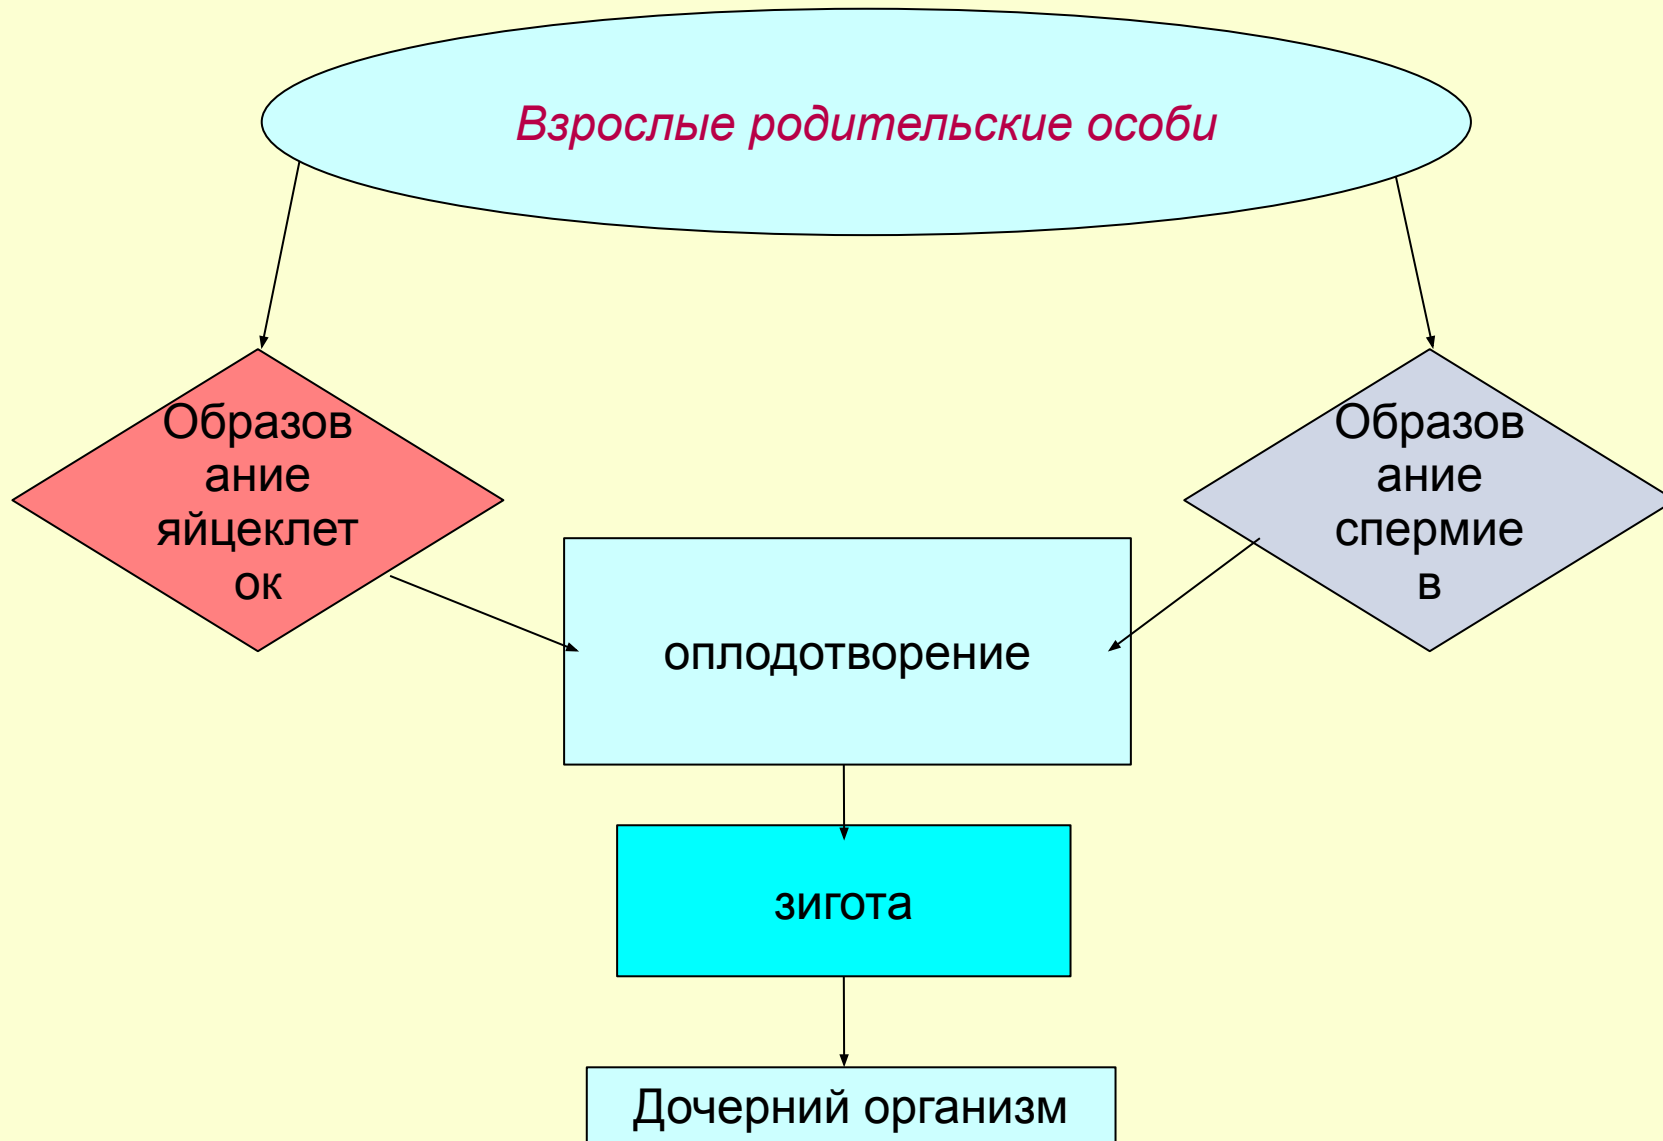 Взрослые родительские особи
Образов
ание
яйцеклет
ок
Образов
ание
спермие
в
оплодотворение
зигота
Дочерний организм